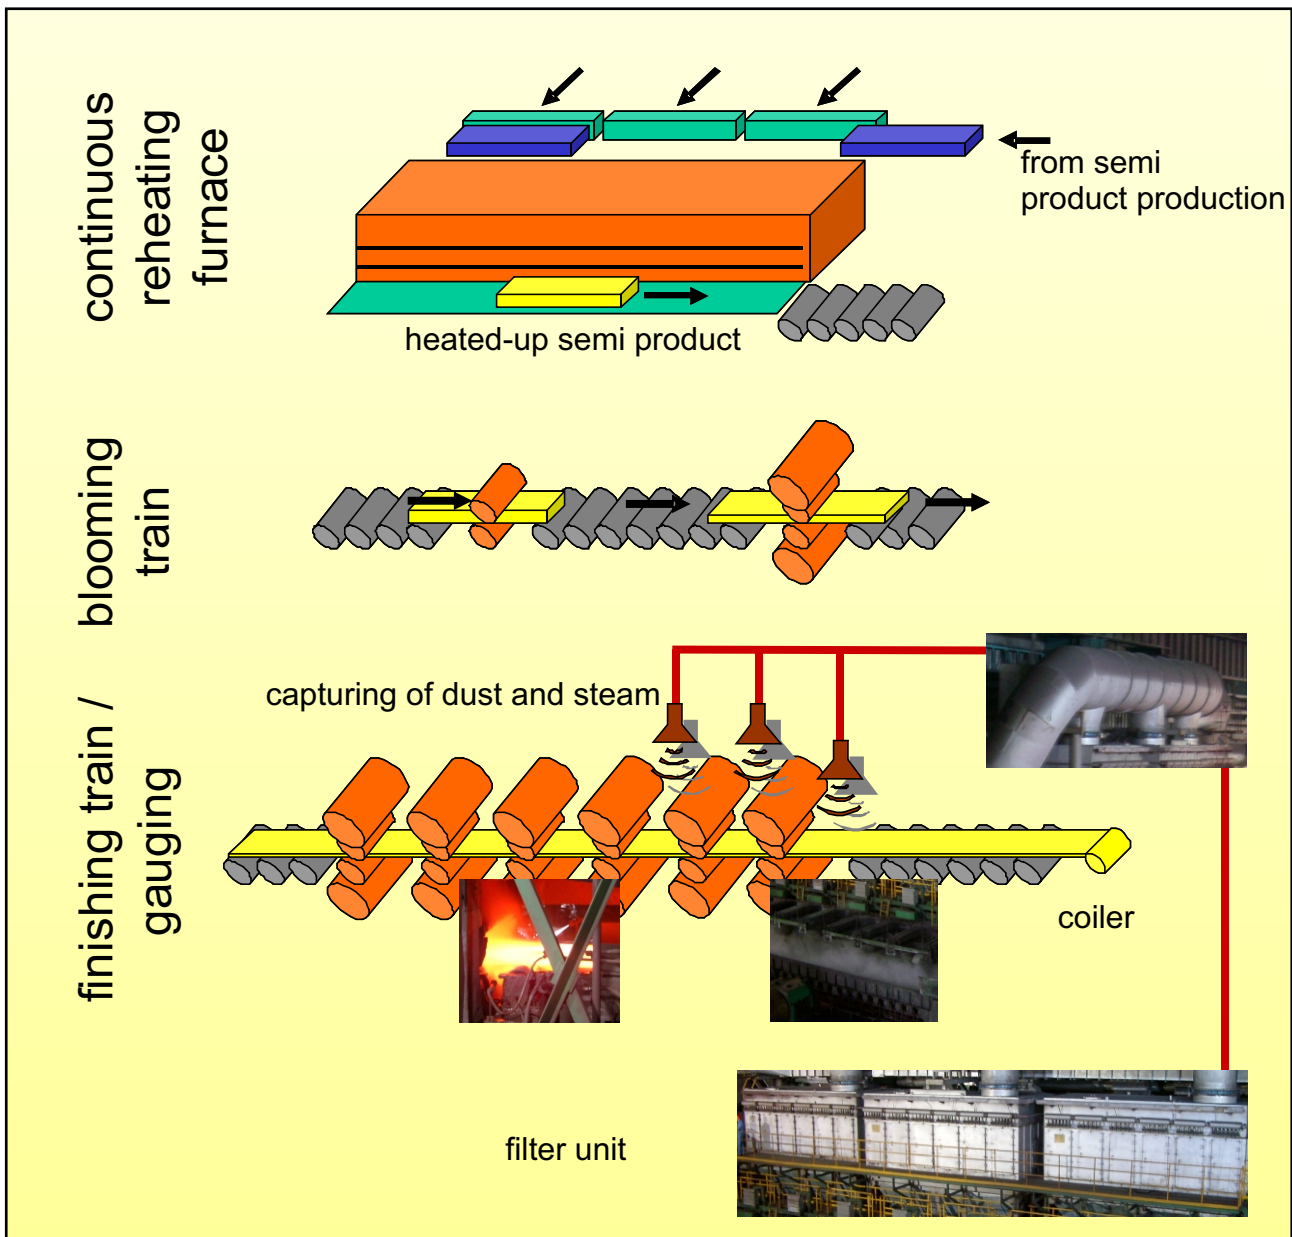 continuous
reheating
furnace
from semi
product production
heated-up semi product
blooming
train
capturing of dust and steam
finishing train /
gauging
coiler
filter unit